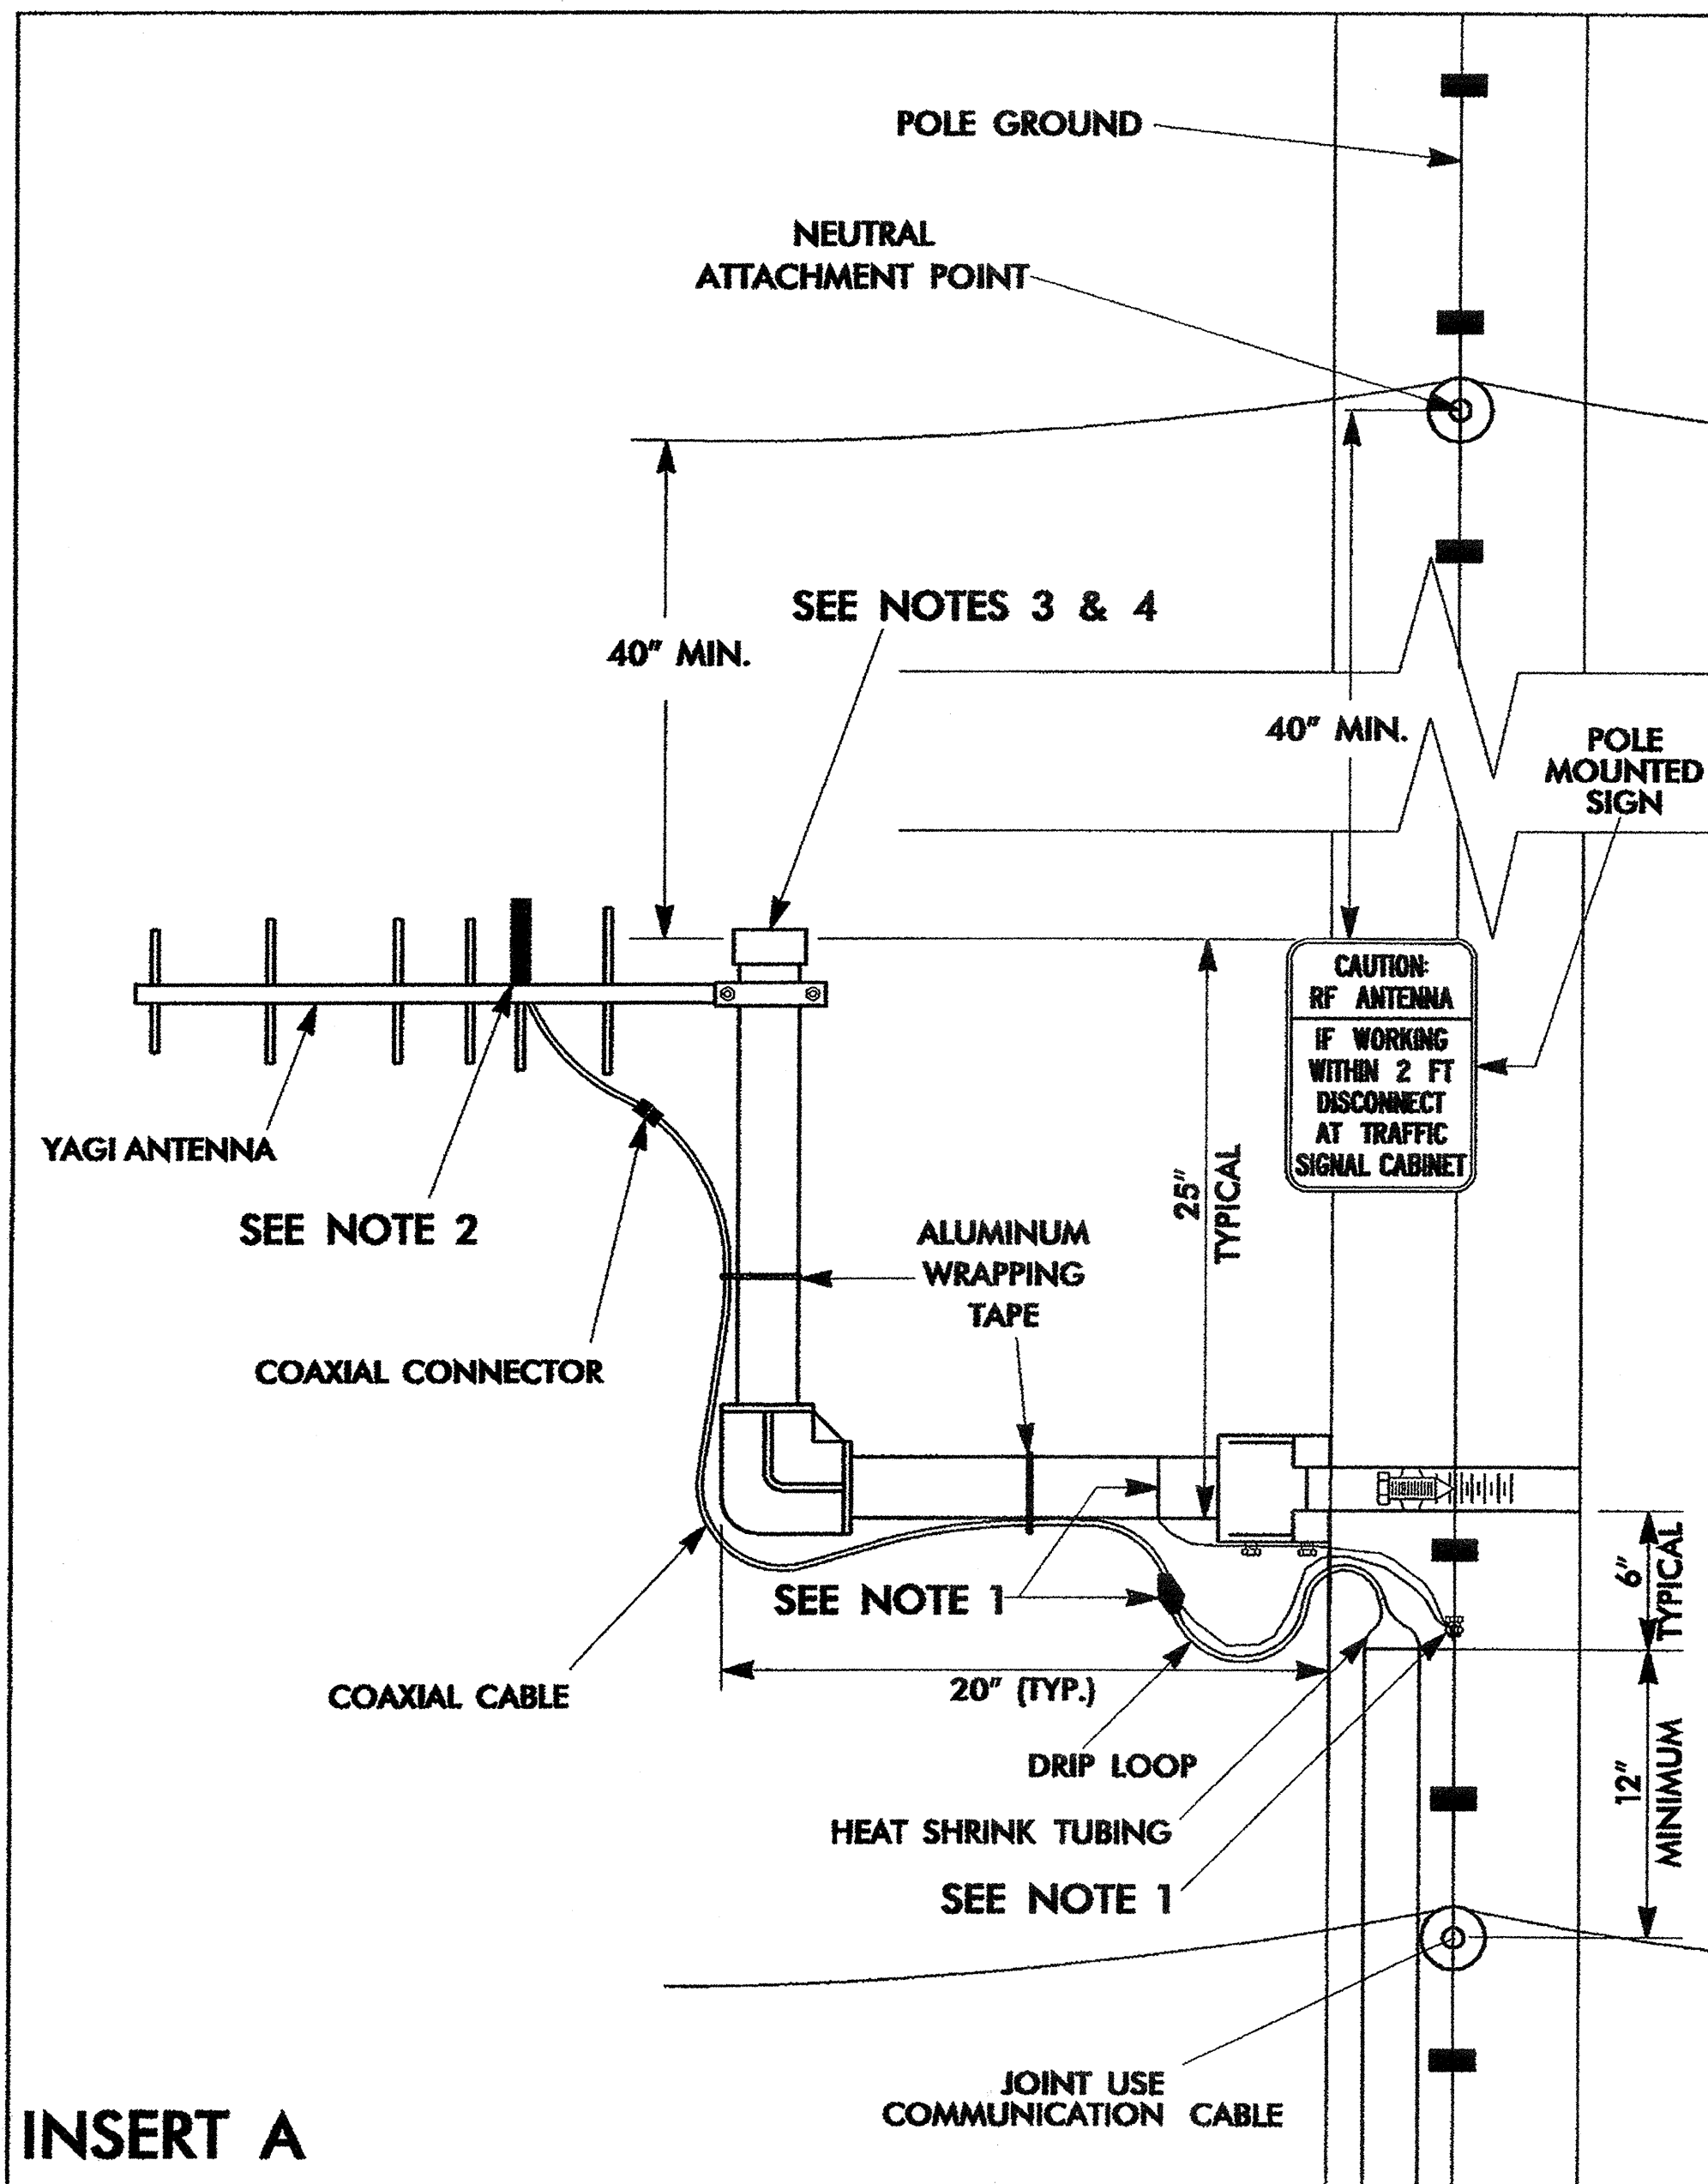 POLE GROUND
NEUTRAL
ATTACHMENT POINT
SEE NOTES 3 & 4
40" MIN.
40" MIN.
POLE
MOUNTED
SIGN
CAUTION:
RF ANTENNA
IF WORKING
WITHIN 2 FT
DISCONNECT
AT TRAFFIC
SIGNAL CABINET
YAGI ANTENNA
SEE NOTE 2
25"
TYPICAL
ALUMINUM
WRAPPING
TAPE
COAXIAL CONNECTOR
SEE NOTE 1
6"
TYPICAL
COAXIAL CABLE
20" (TYP.)
DRIP LOOP
12"
MINIMUM
HEAT SHRINK TUBING
SEE NOTE 1
JOINT USE
COMMUNICATION CABLE
INSERT A